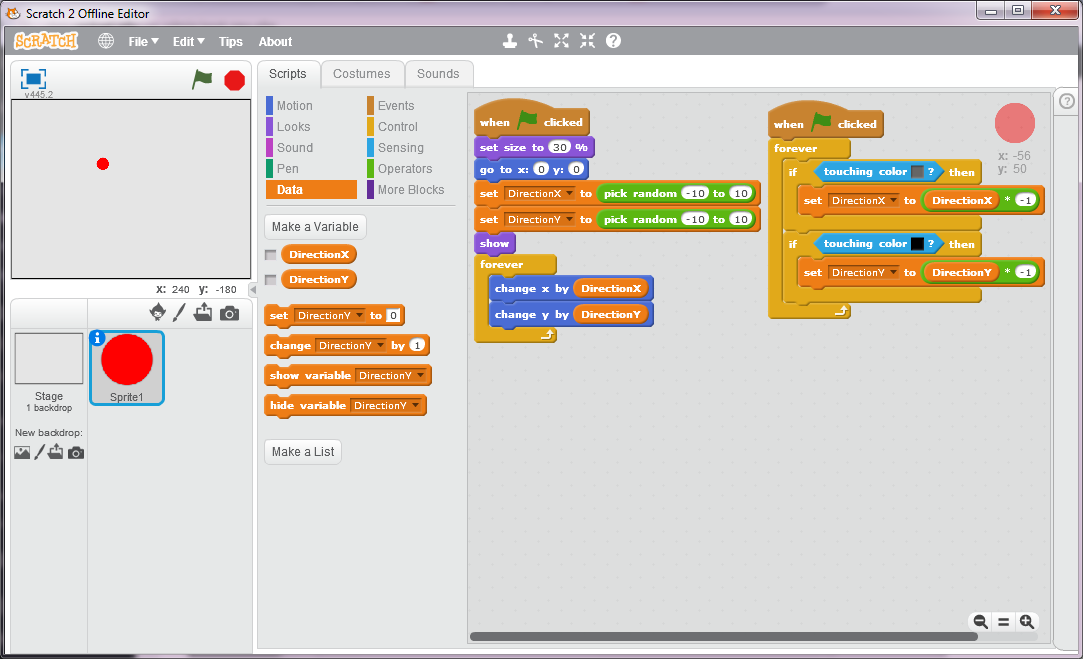 Scratch 2 Offline Editor
SCRATCH File Edit Tips About
v445.2
Scripts Costumes Sounds
Motion Events
Looks Control
Sound Sensing
Pen Operators
Data More Blocks
Make a Variable
DirectionX
DirectionY
set DirectionY to 0
change DirectionY by 1
show variable DirectionY
hide variable DirectionY
Make a List
X: 240 y: -180
Stage
1 backdrop
New backdrop:
Sprite1
when clicked
set size to 30 %
go to x: 0 y: 0
set DirectionX to pick random -10 to 10
set DirectionY to pick random -10 to 10
show
forever
change x by DirectionX
change y by DirectionY
when clicked
forever
if touching color ? then
set DirectionX to DirectionX * -1
if touching color ? then
set DirectionY to DirectionY * -1
x: -56
y: 50